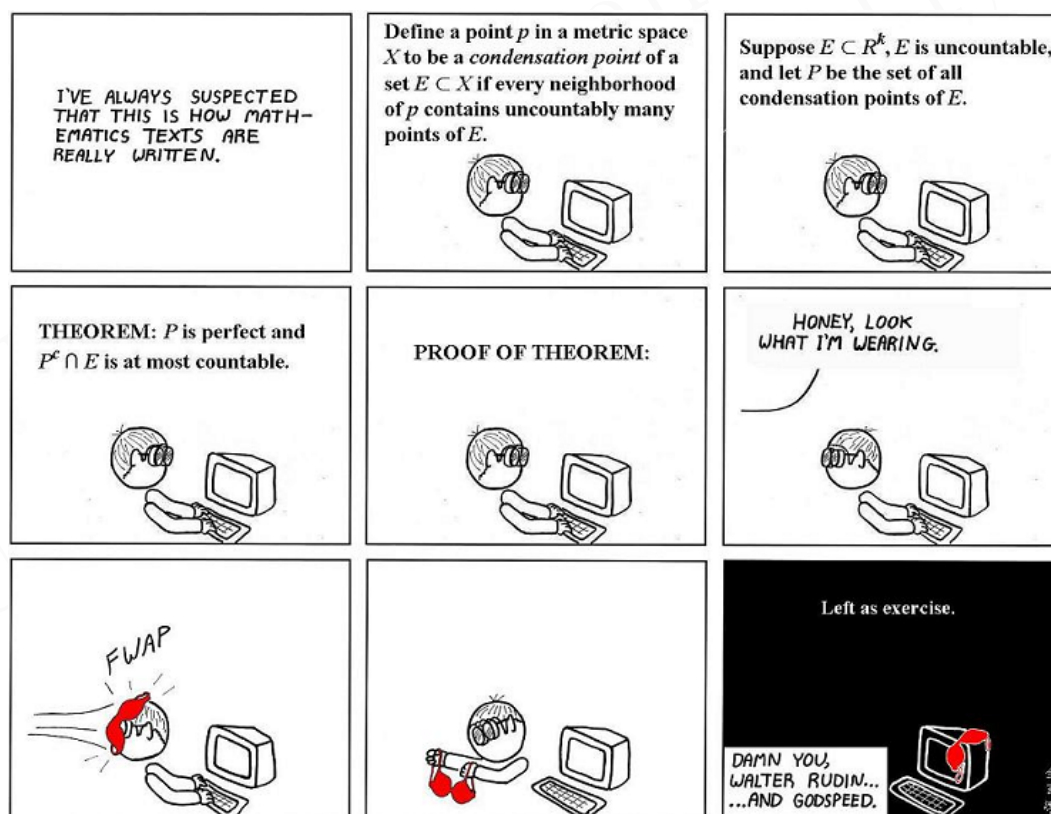 I'VE ALWAYS SUSPECTED
THAT THIS IS HOW MATH-
EMATICS TEXTS ARE
REALLY WRITTEN.
Define a point p in a metric space
X to be a condensation point of a
set E ⊂ X if every neighborhood
of p contains uncountably many
points of E.
Suppose E ⊂ R^k, E is uncountable,
and let P be the set of all
condensation points of E.
THEOREM: P is perfect and
P^c ∩ E is at most countable.
PROOF OF THEOREM:
HONEY, LOOK
WHAT I'M WEARING.
FWAP
Left as exercise.
DAMN YOU,
WALTER RUDIN...
...AND GODSPEED.